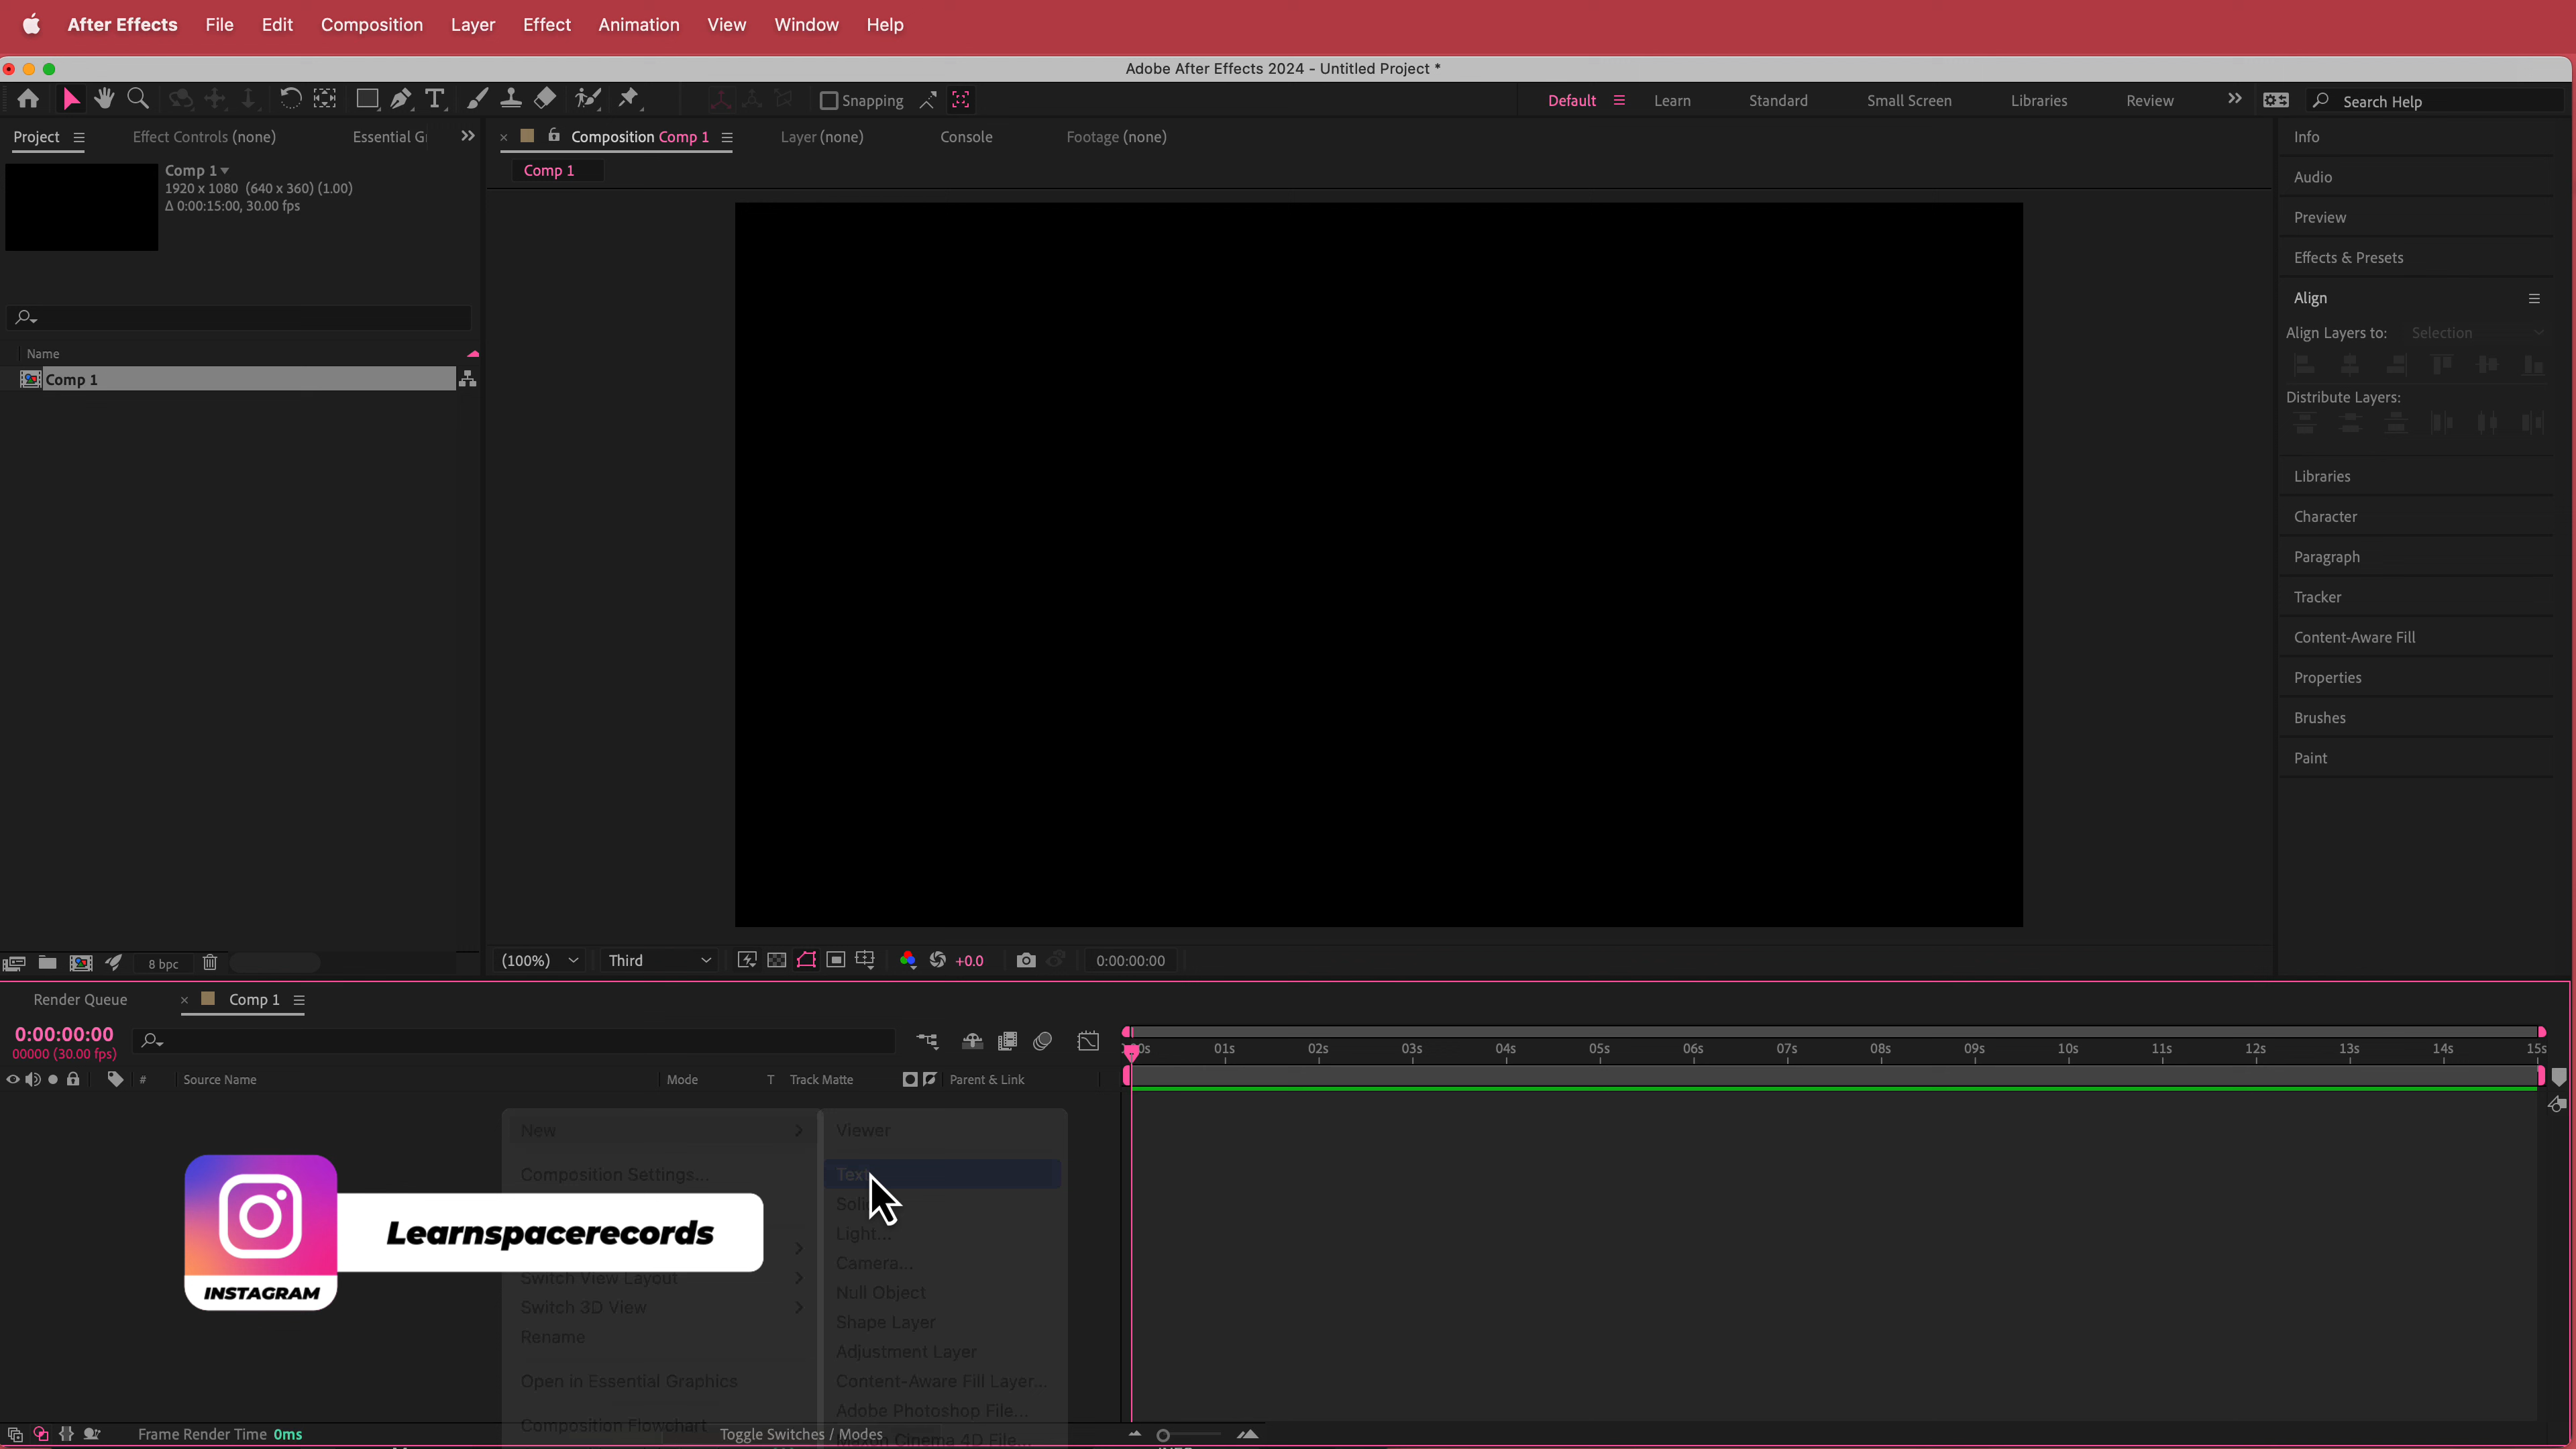 After Effects File Edit Composition Layer Effect Animation View Window Help
Adobe After Effects 2024 - Untitled Project *
Snapping Default Learn Standard Small Screen Libraries Review Search Help
Project Effect Controls (none) Essential Gr
Composition Comp 1 Layer (none) Console Footage (none)
Comp 1
Comp 1
1920 x 1080 (640 x 360) (1.00)
Δ 0:00:15:00, 30.00 fps
Name
Comp 1
8 bpc
(100%) Third +0.0 0:00:00:00
Info
Audio
Preview
Effects & Presets
Align
Align Layers to: Selection
Distribute Layers:
Libraries
Character
Paragraph
Tracker
Content-Aware Fill
Properties
Brushes
Paint
Render Queue Comp 1
0:00:00:00
00000 (30.00 fps)
# Source Name Mode T Track Matte Parent & Link
01s 02s 03s 04s 05s 06s 07s 08s 09s 10s 11s 12s 13s 14s 15s
New
Composition Settings...
Switch View Layout
Switch 3D View
Rename
Open in Essential Graphics
Composition Flowchart
Viewer
Text
Light...
Camera...
Null Object
Shape Layer
Adjustment Layer
Content-Aware Fill Layer...
Adobe Photoshop File...
Maxon Cinema 4D File...
Learnspacerecords
INSTAGRAM
Frame Render Time 0ms
Toggle Switches / Modes